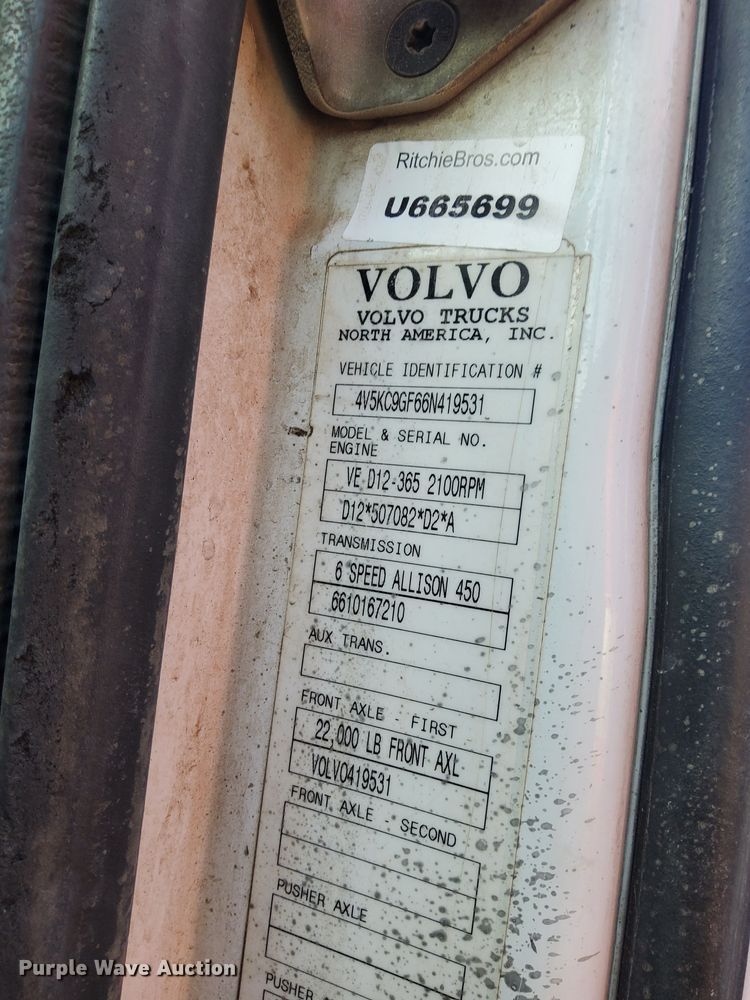 RitchieBros.com
U665699
VOLVO
VOLVO TRUCKS
NORTH AMERICA, INC.
VEHICLE IDENTIFICATION #
4V5KC9GF66N419531
MODEL & SERIAL NO.
ENGINE
VE D12-365 2100RPM
D12*507082*D2*A
TRANSMISSION
6 SPEED ALLISON 450
6610167210
AUX TRANS.
FRONT AXLE - FIRST
22,000 LB FRONT AXL
VOLVO419531
FRONT AXLE - SECOND
PUSHER AXLE
PUSHER
Purple Wave Auction